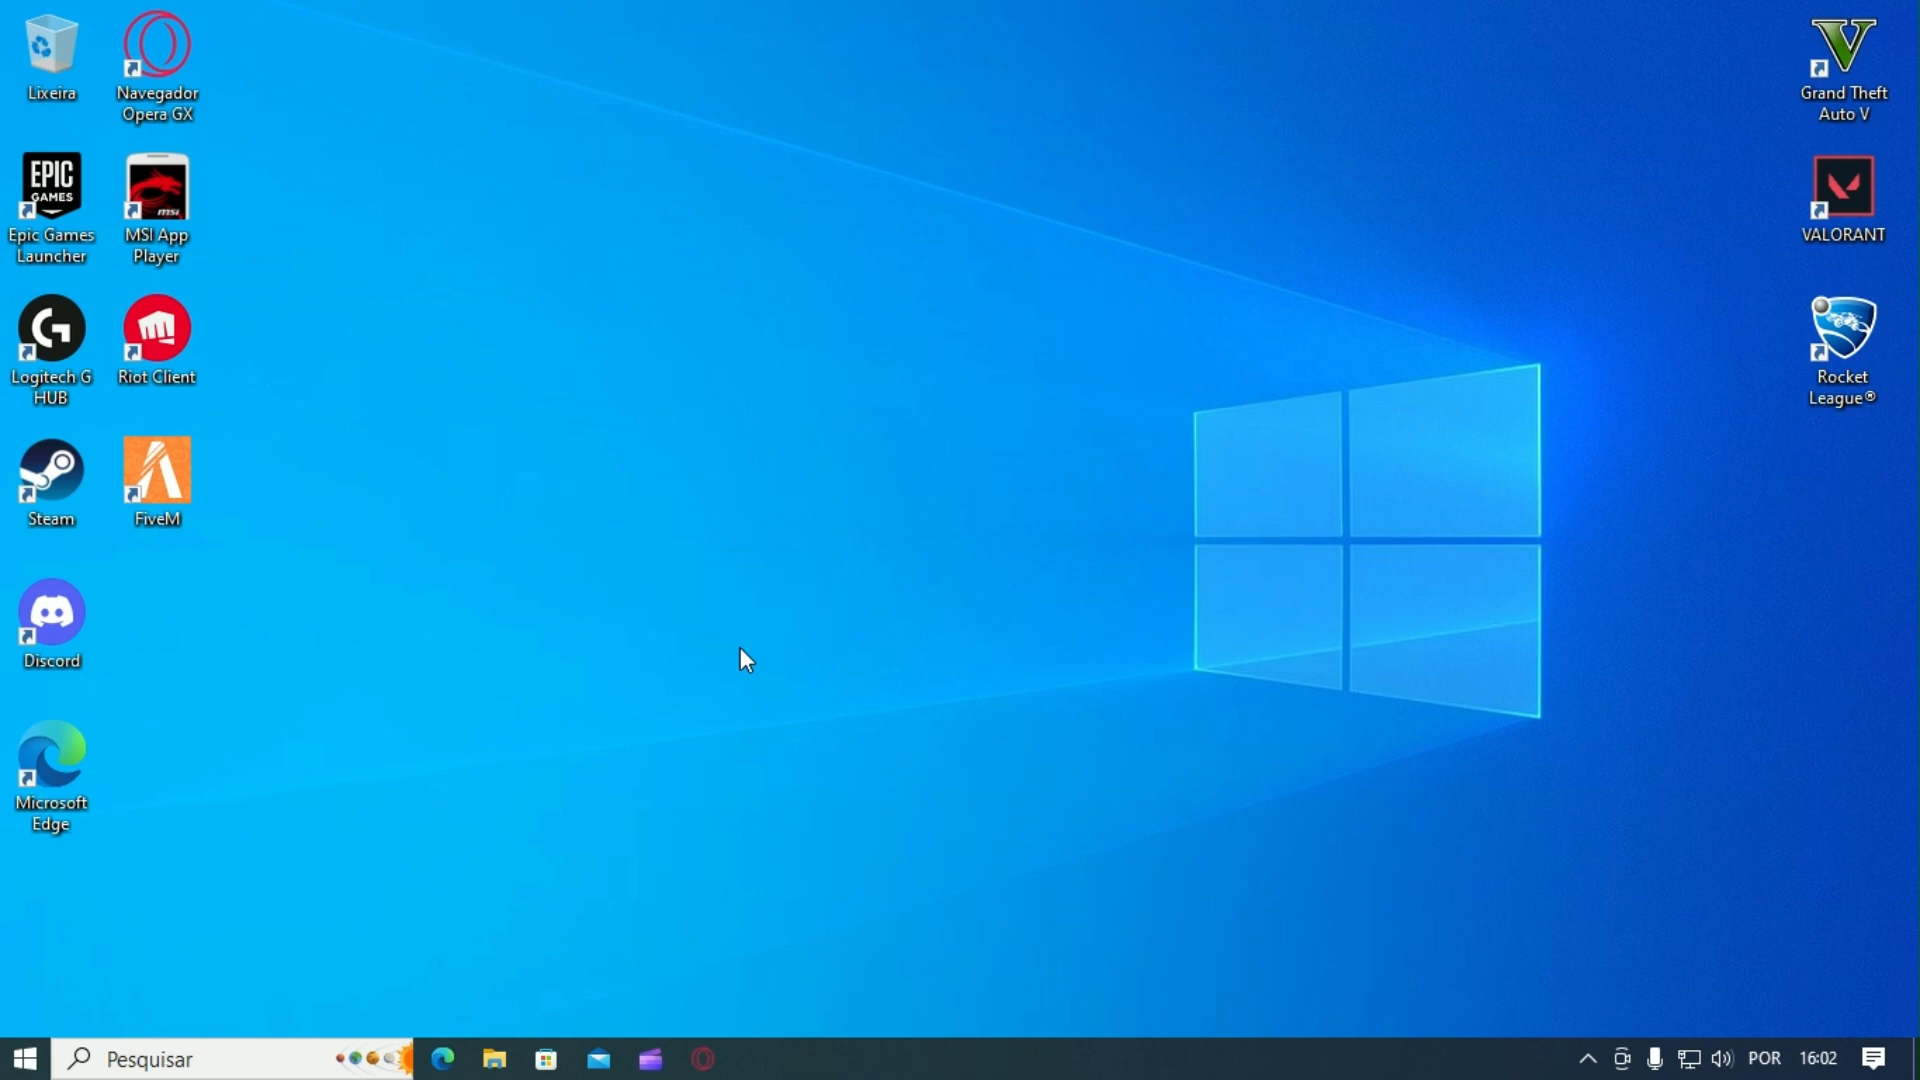 Lixeira
Navegador
Opera GX
EPIC
GAMES
Epic Games
Launcher
msi
MSI App
Player
Logitech G
HUB
Riot Client
Steam
FiveM
Discord
Microsoft
Edge
Grand Theft
Auto V
VALORANT
Rocket
League®
Pesquisar
POR
16:02